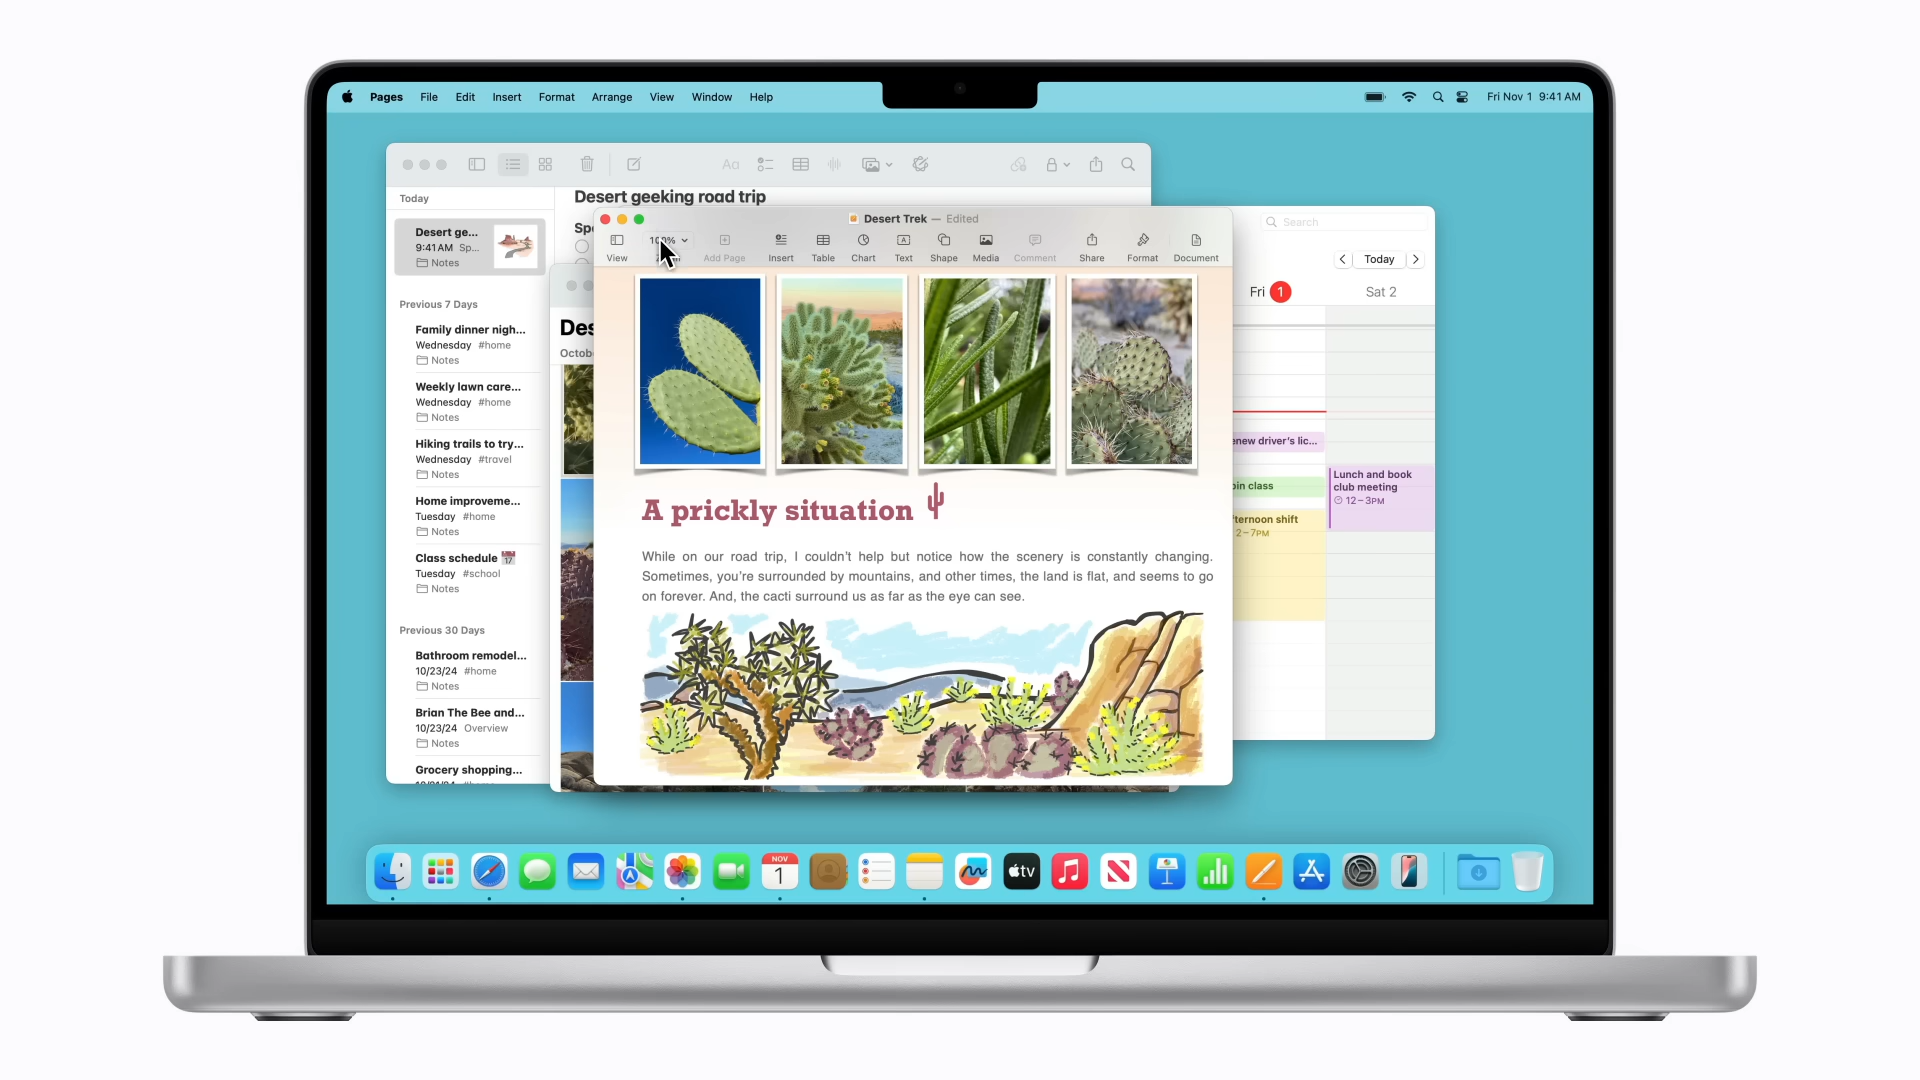 Pages File Edit Insert Format Arrange View Window Help
Fri Nov 1 9:41 AM
Today
Desert ge...
9:41 AM Sp...
Notes
Previous 7 Days
Family dinner nigh...
Wednesday #home
Notes
Weekly lawn care...
Wednesday #home
Notes
Hiking trails to try...
Wednesday #travel
Notes
Home improveme...
Tuesday #home
Notes
Class schedule 17
Tuesday #school
Notes
Previous 30 Days
Bathroom remodel...
10/23/24 #home
Notes
Brian The Bee and...
10/23/24 Overview
Notes
Grocery shopping...
Aa
Desert geeking road trip
Desert Trek — Edited
View
Add Page
Insert
Table
Chart
A
Text
Shape
Media
Comment
Share
Format
Document
A prickly situation
While on our road trip, I couldn't help but notice how the scenery is constantly changing.
Sometimes, you're surrounded by mountains, and other times, the land is flat, and seems to go
on forever. And, the cacti surround us as far as the eye can see.
Search
Today
Fri 1
Sat 2
driver's lic...
class
shift
2–7PM
Lunch and book
club meeting
12–3PM
NOV
1
tv